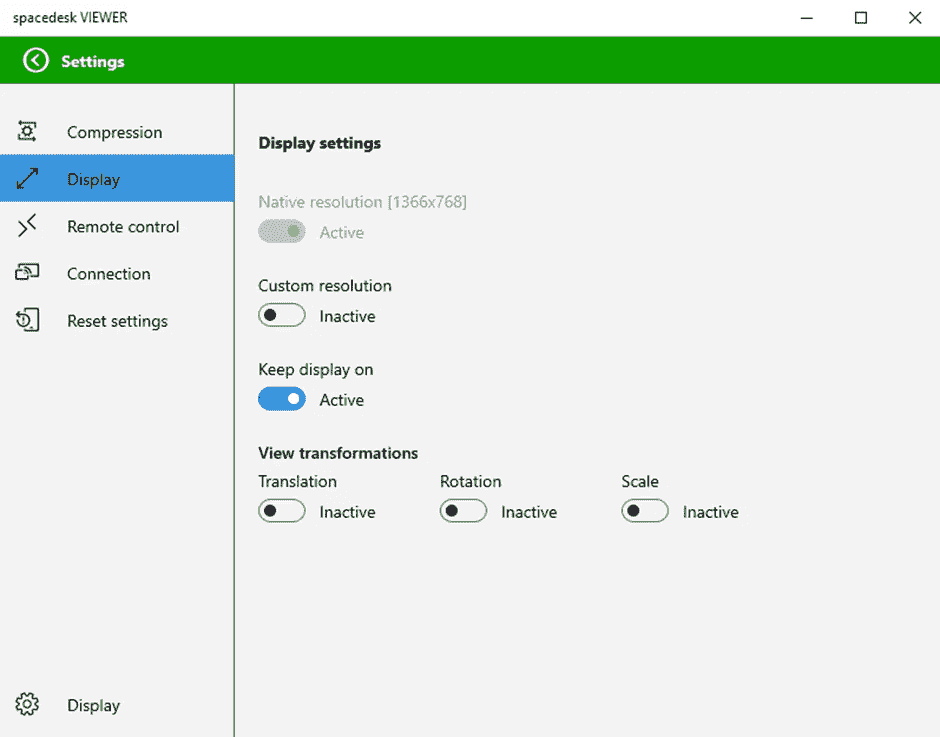 spacedesk VIEWER
Settings
Compression
Display
Remote control
Connection
Reset settings
Display
Display settings
Native resolution [1366x768]
Active
Custom resolution
Inactive
Keep display on
Active
View transformations
Translation Rotation Scale
Inactive Inactive Inactive